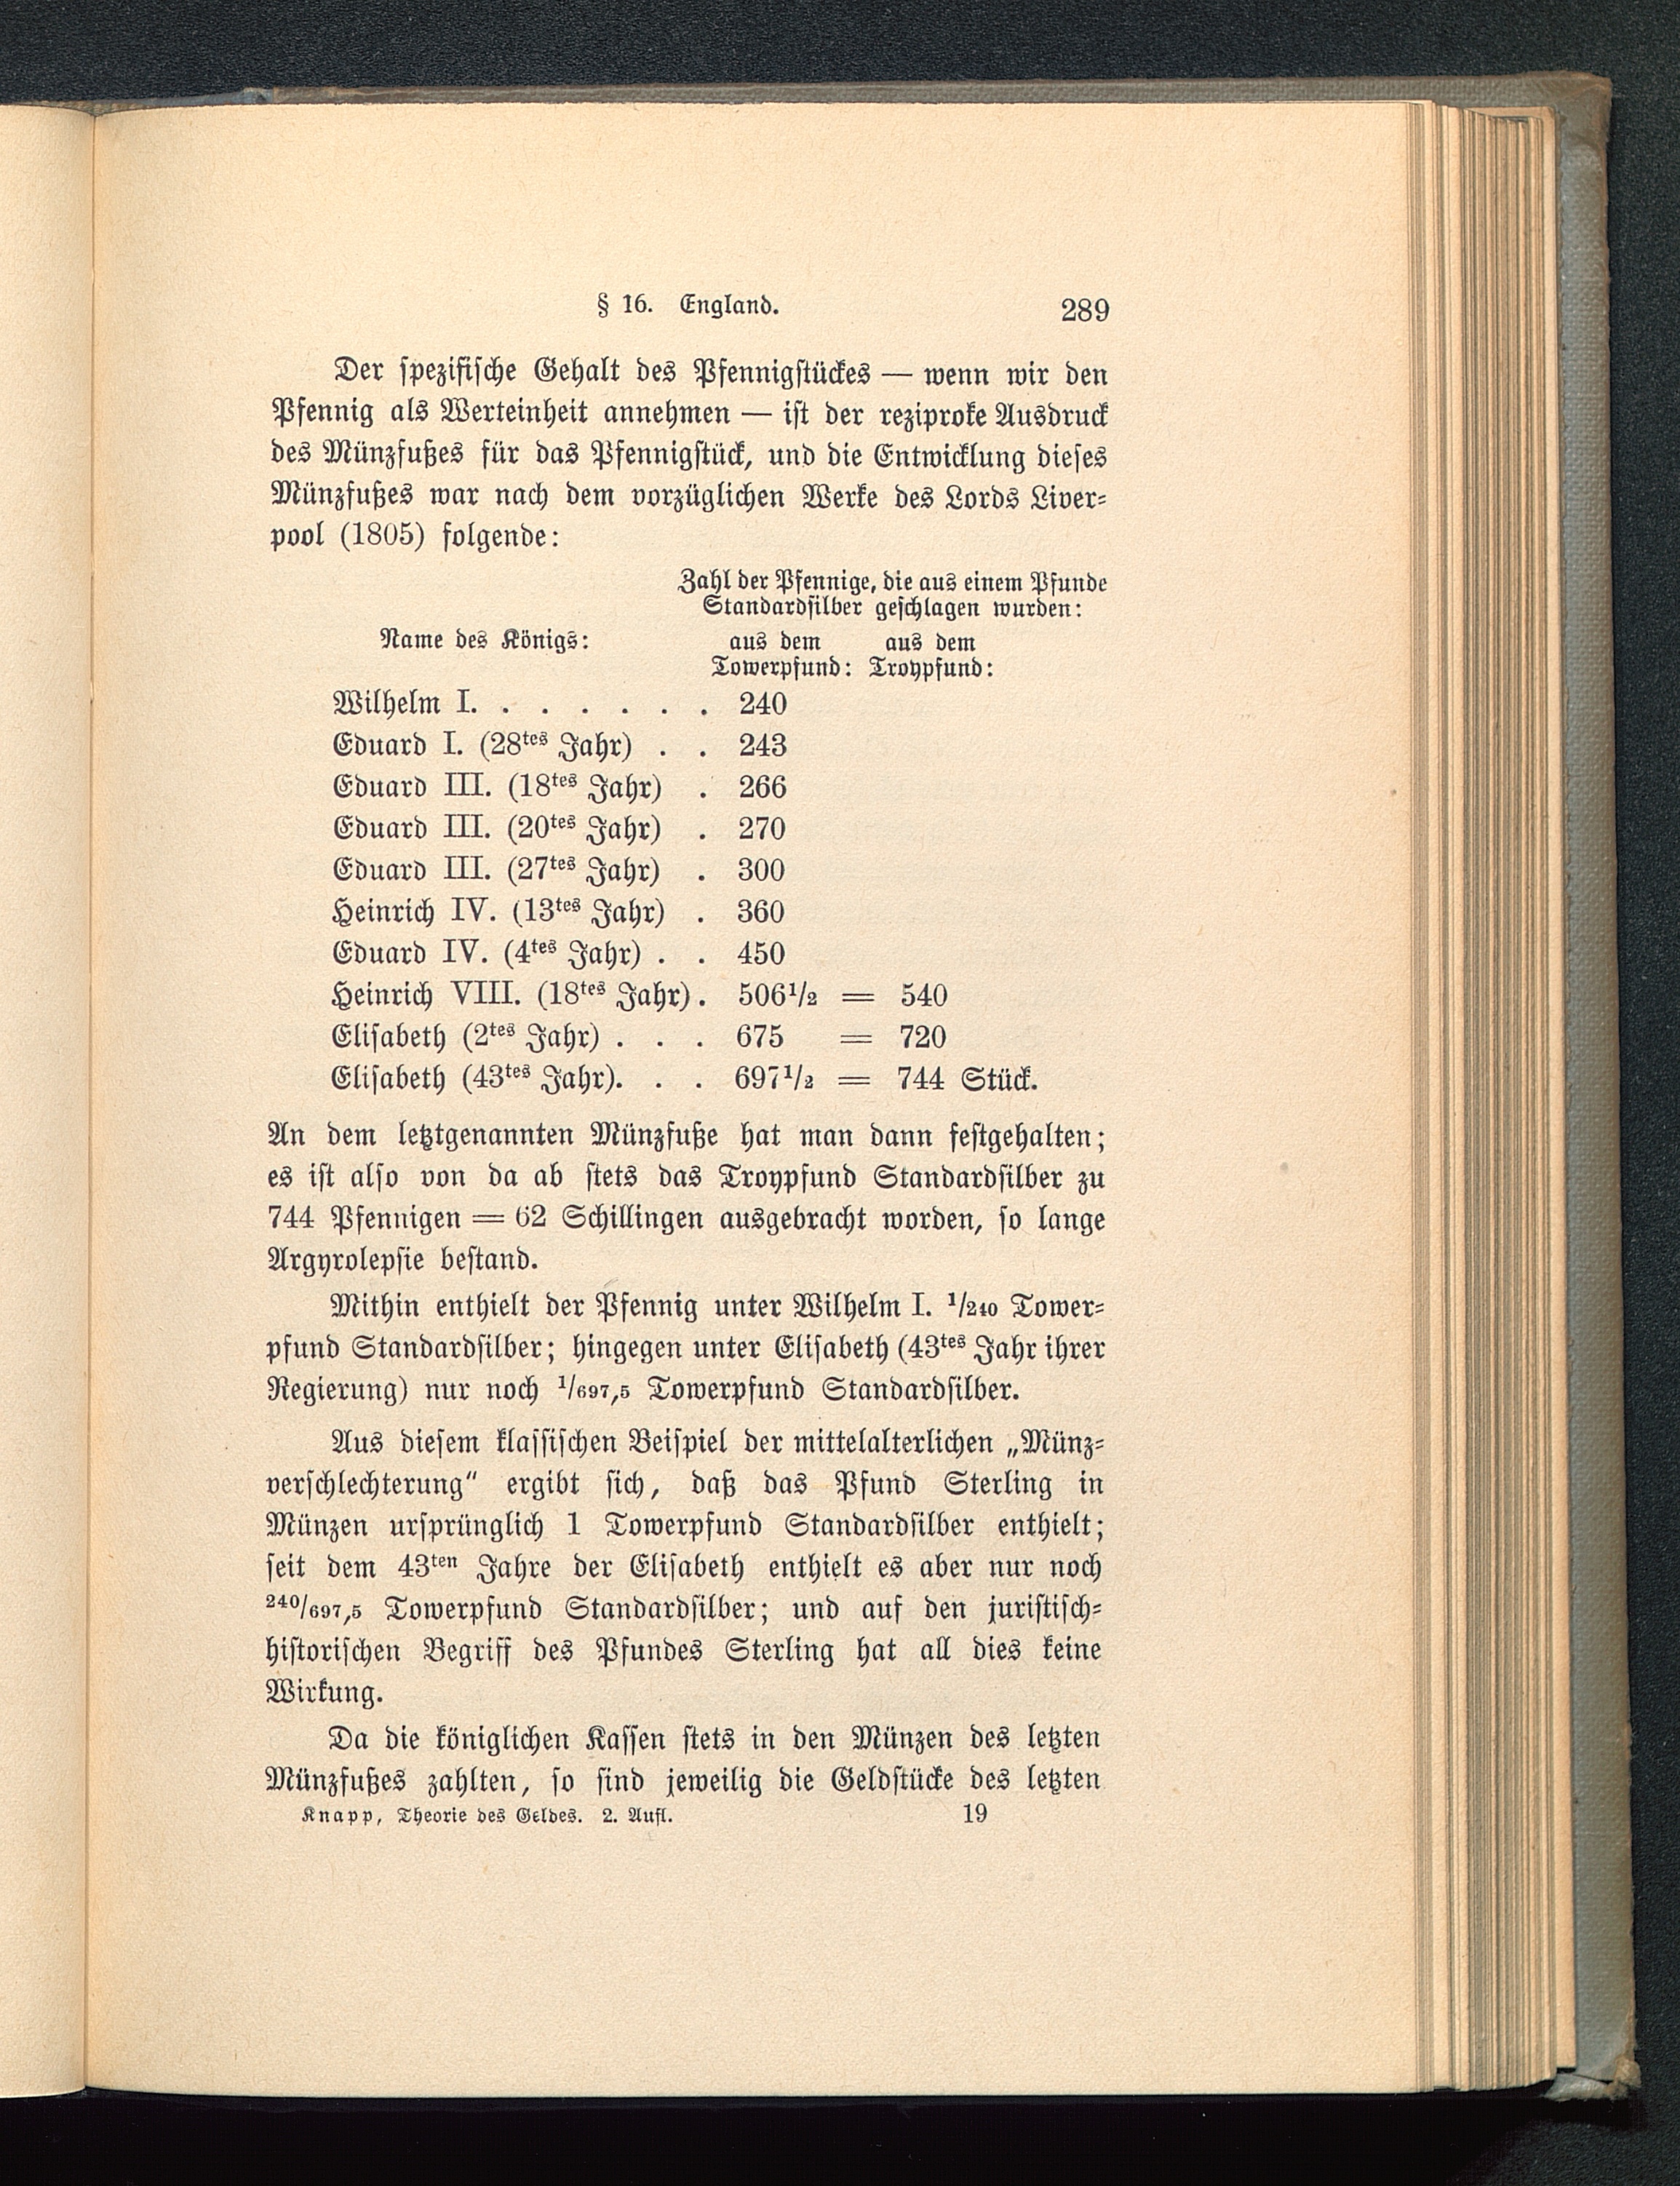 § 16. England. 289
Der spezifische Gehalt des Pfennigstückes — wenn wir den
Pfennig als Werteinheit annehmen — ist der reziproke Ausdruck
des Münzfußes für das Pfennigstück, und die Entwicklung dieses
Münzfußes war nach dem vorzüglichen Werke des Lords Liver-
pool (1805) folgende:
Zahl der Pfennige, die aus einem Pfunde
Standardsilber geschlagen wurden:
Name des Königs: aus dem aus dem
Towerpfund: Troypfund:
Wilhelm I. . . . . . . 240
Eduard I. (28tes Jahr) . . 243
Eduard III. (18tes Jahr) . 266
Eduard III. (20tes Jahr) . 270
Eduard III. (27tes Jahr) . 300
Heinrich IV. (13tes Jahr) . 360
Eduard IV. (4tes Jahr) . . 450
Heinrich VIII. (18tes Jahr) . 506 1/2 = 540
Elisabeth (2tes Jahr) . . . 675 = 720
Elisabeth (43tes Jahr). . . 697 1/2 = 744 Stück.
An dem letztgenannten Münzfuße hat man dann festgehalten;
es ist also von da ab stets das Troypfund Standardsilber zu
744 Pfennigen = 62 Schillingen ausgebracht worden, so lange
Argyrolepsie bestand.
Mithin enthielt der Pfennig unter Wilhelm I. 1/240 Tower-
pfund Standardsilber; hingegen unter Elisabeth (43tes Jahr ihrer
Regierung) nur noch 1/697,5 Towerpfund Standardsilber.
Aus diesem klassischen Beispiel der mittelalterlichen „Münz-
verschlechterung“ ergibt sich, daß das Pfund Sterling in
Münzen ursprünglich 1 Towerpfund Standardsilber enthielt;
seit dem 43ten Jahre der Elisabeth enthielt es aber nur noch
240/697,5 Towerpfund Standardsilber; und auf den juristisch-
historischen Begriff des Pfundes Sterling hat all dies keine
Wirkung.
Da die königlichen Kassen stets in den Münzen des letzten
Münzfußes zahlten, so sind jeweilig die Geldstücke des letzten
Knapp, Theorie des Geldes. 2. Aufl. 19